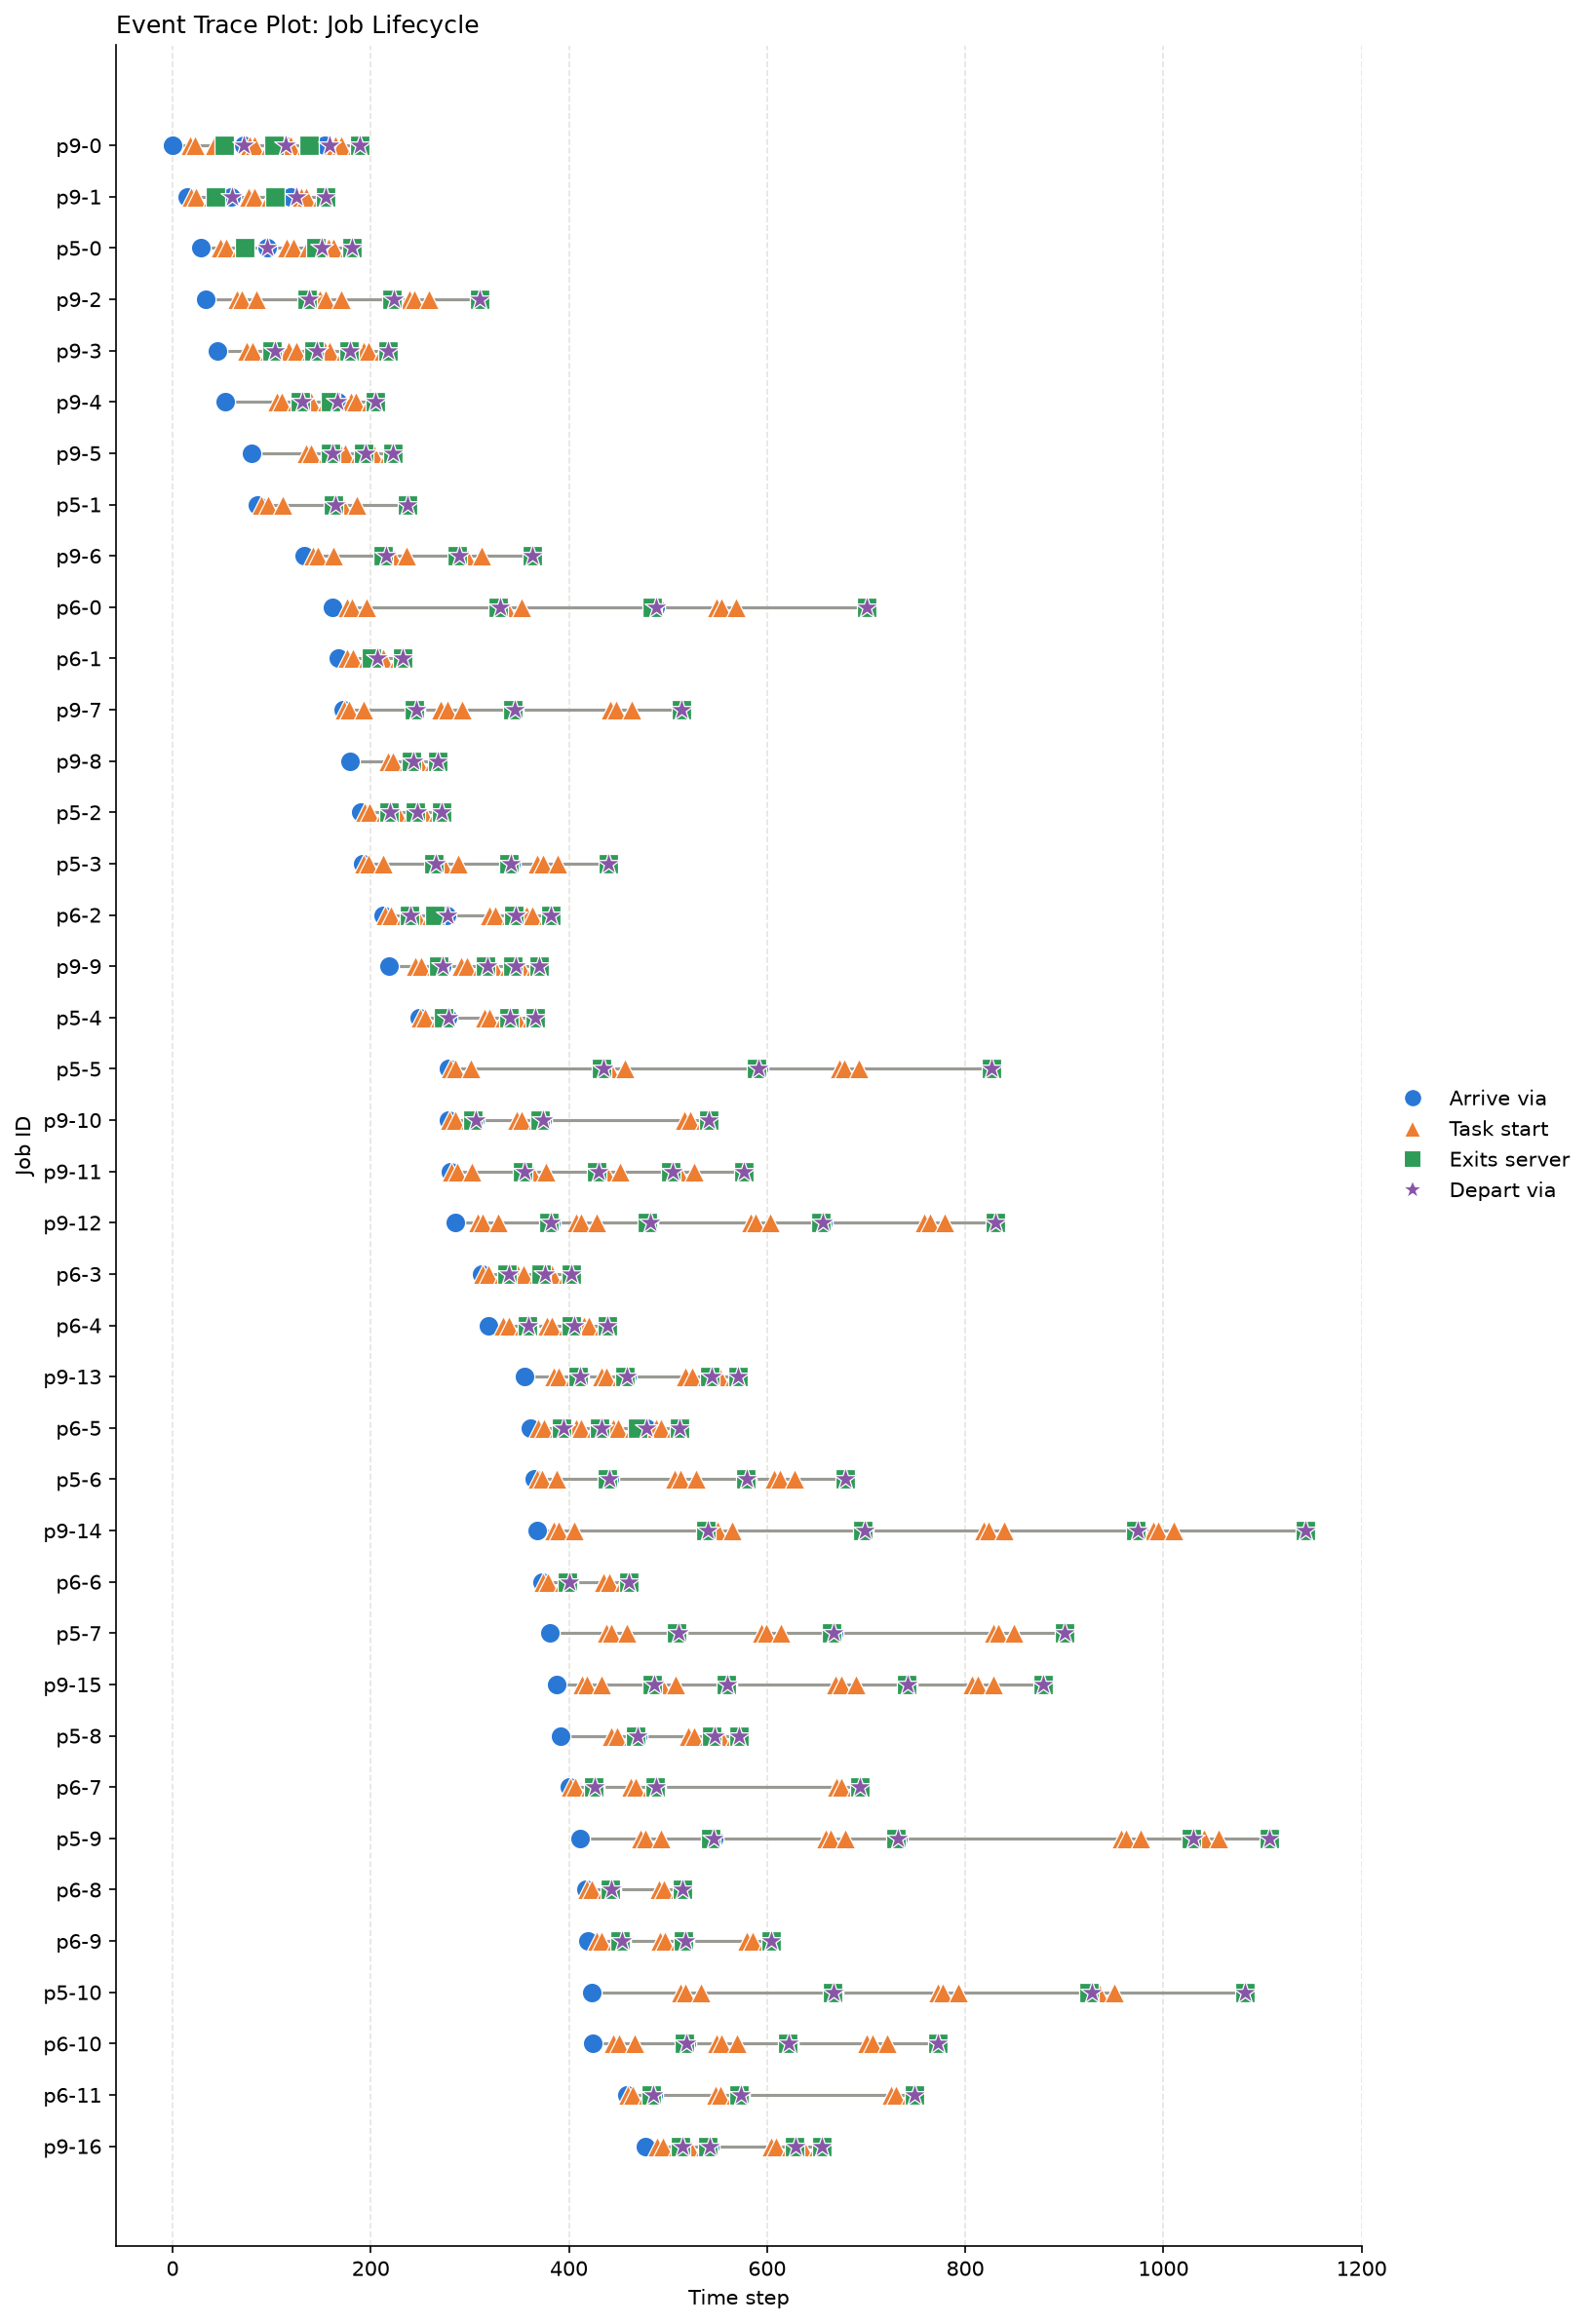 Event Trace Plot: Job Lifecycle
p9-0
p9-1
p5-0
p9-2
p9-3
p9-4
p9-5
p5-1
p9-6
p6-0
p6-1
p9-7
p9-8
p5-2
p5-3
p6-2
p9-9
p5-4
p5-5
p9-10
p9-11
p9-12
p6-3
p6-4
p9-13
p6-5
p5-6
p9-14
p6-6
p5-7
p9-15
p5-8
p6-7
p5-9
p6-8
p6-9
p5-10
p6-10
p6-11
p9-16
Job ID
Arrive via
Task start
Exits server
Depart via
0 200 400 600 800 1000 1200
Time step